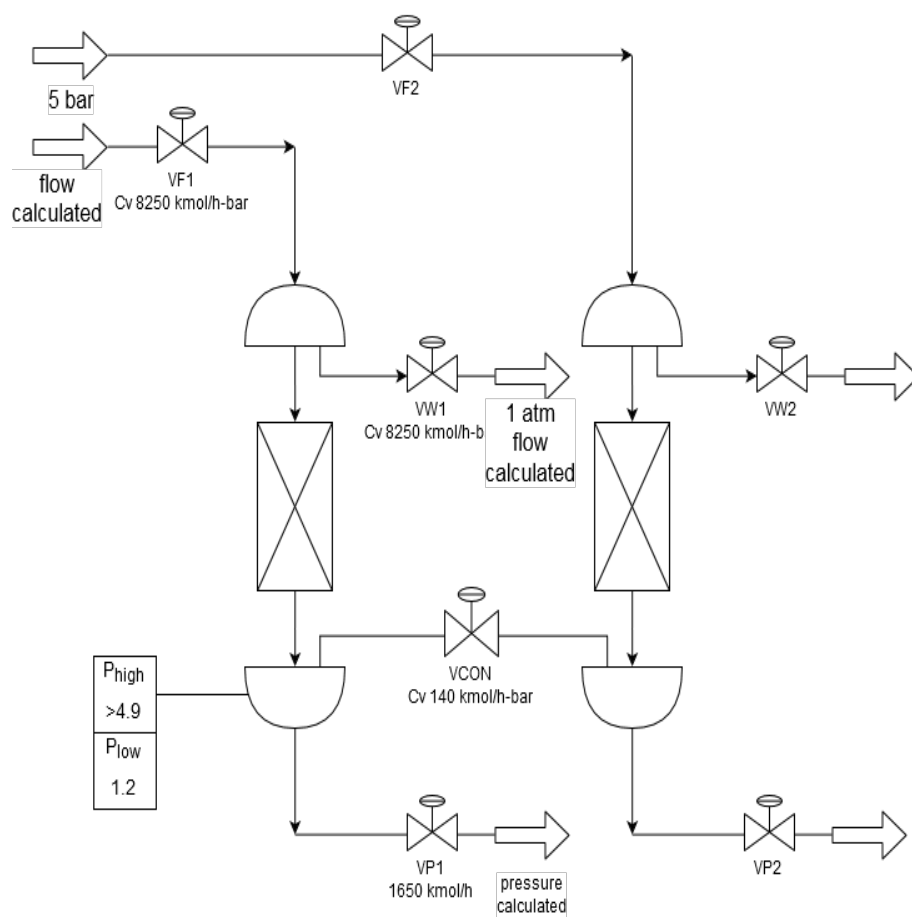 VF2
5 bar
VF1
Cv 8250 kmol/h-bar
flow
calculated
VW1
Cv 8250 kmol/h-b
1 atm
flow
calculated
VW2
VCON
Cv 140 kmol/h-bar
Phigh
>4.9
Plow
1.2
VP1
1650 kmol/h
pressure
calculated
VP2